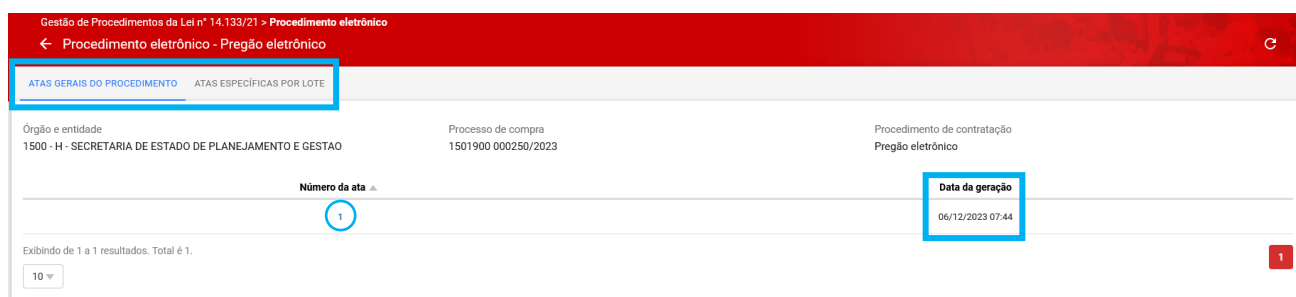 Gestão de Procedimentos da Lei n° 14.133/21 > Procedimento eletrônico
Procedimento eletrônico - Pregão eletrônico
ATAS GERAIS DO PROCEDIMENTO ATAS ESPECÍFICAS POR LOTE
Órgão e entidade Processo de compra Procedimento de contratação
1500 - H - SECRETARIA DE ESTADO DE PLANEJAMENTO E GESTAO 1501900 000250/2023 Pregão eletrônico
Número da ata Data da geração
1 06/12/2023 07:44
Exibindo de 1 a 1 resultados. Total é 1.
1
10